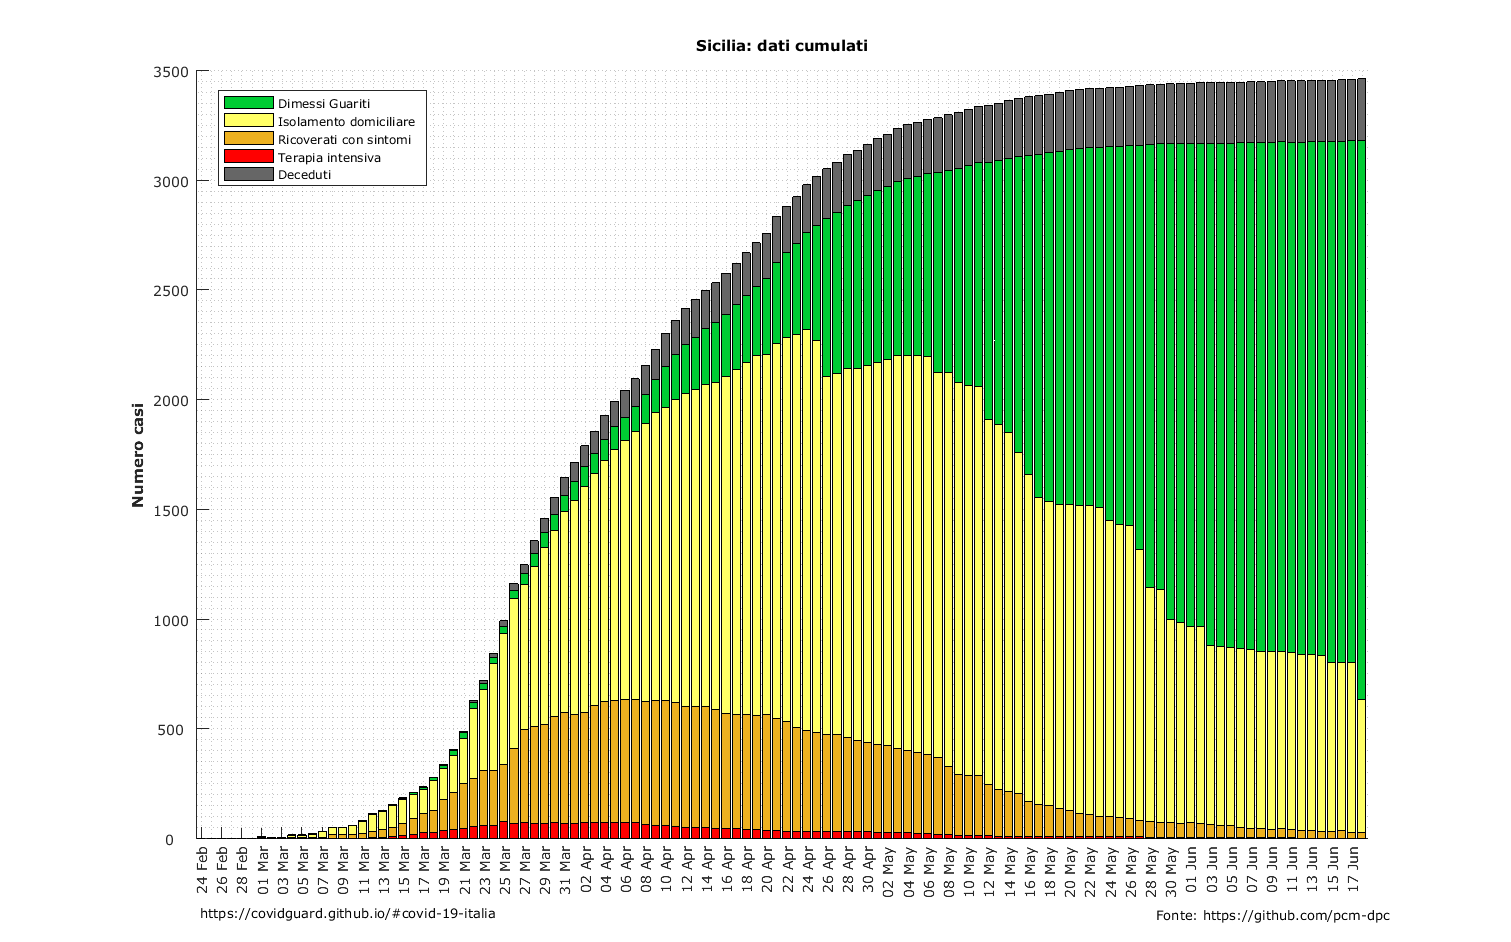 Sicilia: dati cumulati
3500
3000
2500
2000
1500
1000
500
0
Numero casi
Dimessi Guariti
Isolamento domiciliare
Ricoverati con sintomi
Terapia intensiva
Deceduti
24 Feb
26 Feb
28 Feb
01 Mar
03 Mar
05 Mar
07 Mar
09 Mar
11 Mar
13 Mar
15 Mar
17 Mar
19 Mar
21 Mar
23 Mar
25 Mar
27 Mar
29 Mar
31 Mar
02 Apr
04 Apr
06 Apr
08 Apr
10 Apr
12 Apr
14 Apr
16 Apr
18 Apr
20 Apr
22 Apr
24 Apr
26 Apr
28 Apr
30 Apr
02 May
04 May
06 May
08 May
10 May
12 May
14 May
16 May
18 May
20 May
22 May
24 May
26 May
28 May
30 May
01 Jun
03 Jun
05 Jun
07 Jun
09 Jun
11 Jun
13 Jun
15 Jun
17 Jun
https://covidguard.github.io/#covid-19-italia
Fonte: https://github.com/pcm-dpc